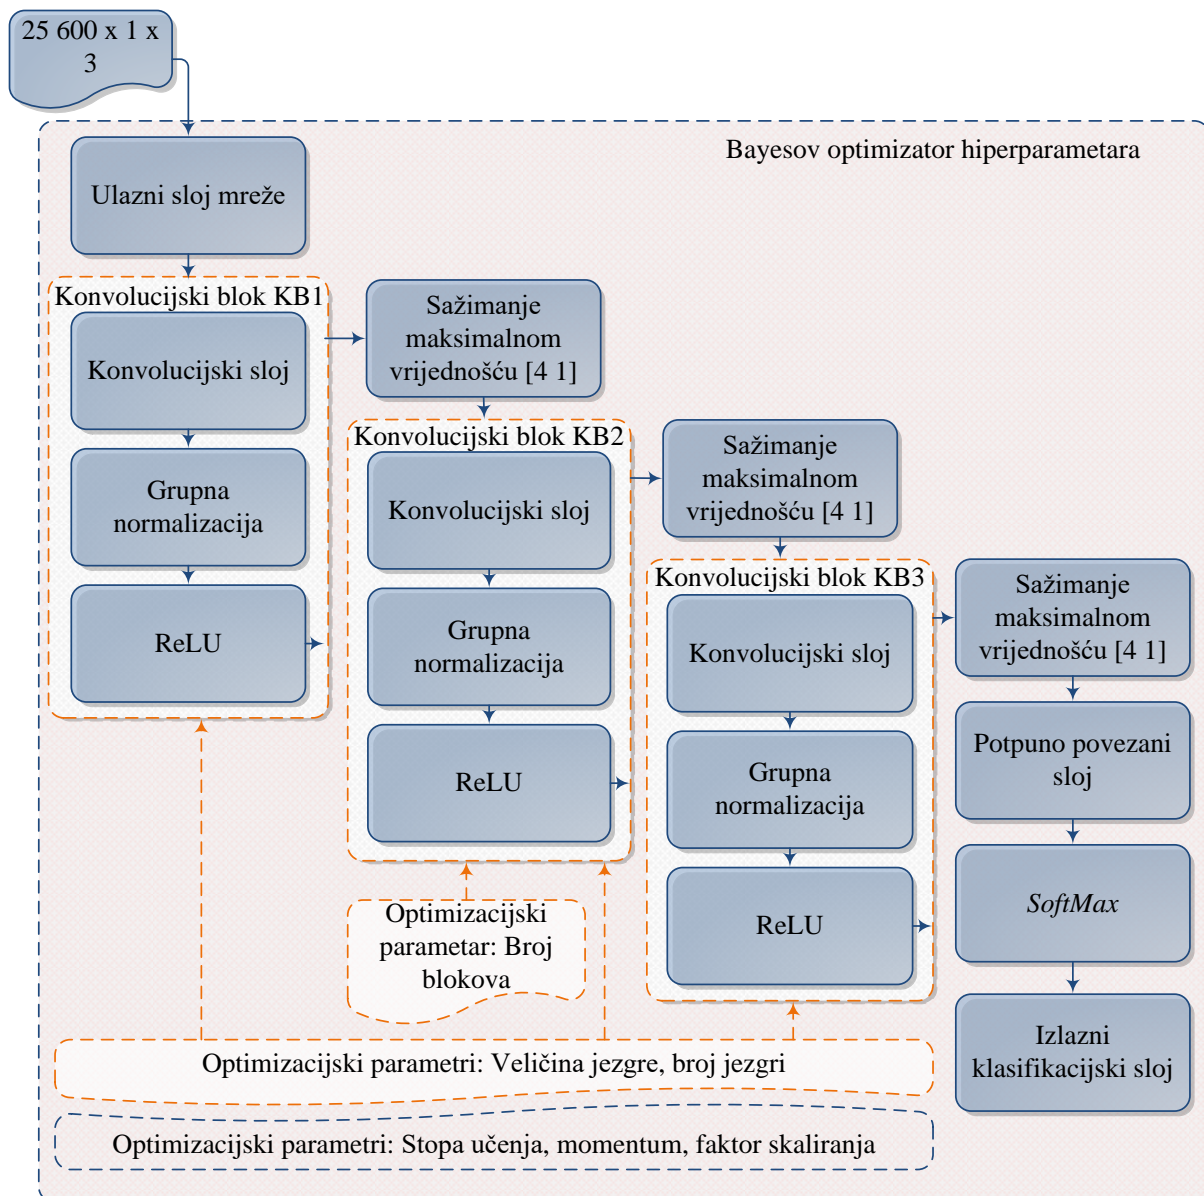 25 600 x 1 x
3
Bayesov optimizator hiperparametara
Ulazni sloj mreže
Konvolucijski blok KB1
Konvolucijski sloj
Grupna
normalizacija
ReLU
Sažimanje
maksimalnom
vrijednošću [4 1]
Konvolucijski blok KB2
Konvolucijski sloj
Grupna
normalizacija
ReLU
Sažimanje
maksimalnom
vrijednošću [4 1]
Konvolucijski blok KB3
Konvolucijski sloj
Grupna
normalizacija
ReLU
Sažimanje
maksimalnom
vrijednošću [4 1]
Potpuno povezani
sloj
SoftMax
Izlazni
klasifikacijski sloj
Optimizacijski
parametar: Broj
blokova
Optimizacijski parametri: Veličina jezgre, broj jezgri
Optimizacijski parametri: Stopa učenja, momentum, faktor skaliranja